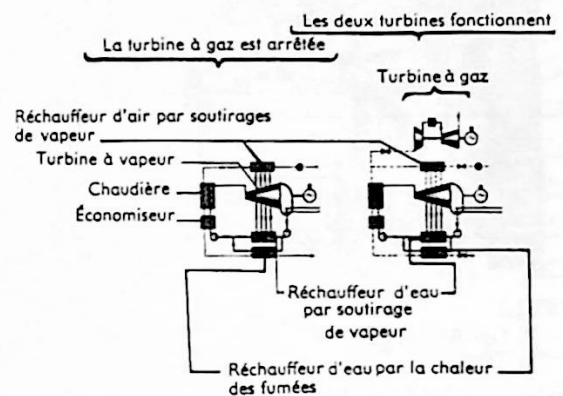 Les deux turbines fonctionnent
La turbine à gaz est arrêtée
Turbine à gaz
Réchauffeur d'air par soutirages
de vapeur
Turbine à vapeur
Chaudière
Économiseur
Réchauffeur d'eau
par soutirage
de vapeur
Réchauffeur d'eau par la chaleur
des fumées